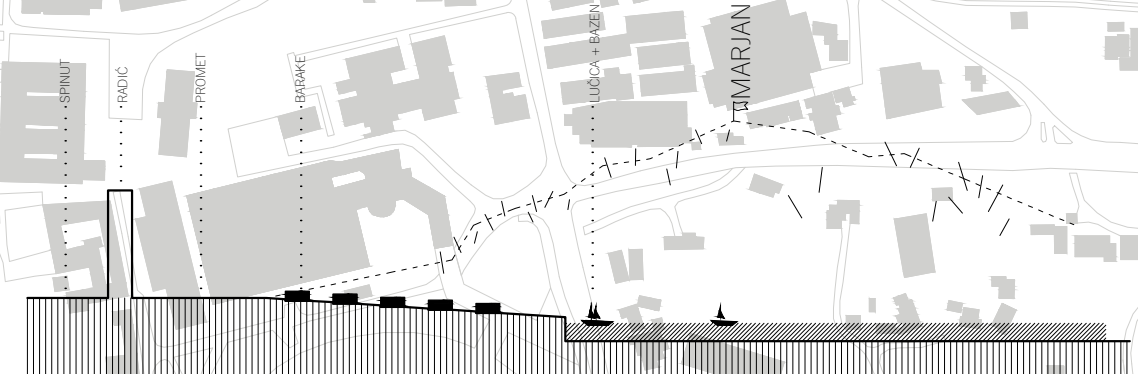 SPINUT
RADIĆ
PROMET
BARAKE
LUČICA + BAZEN
MARJAN